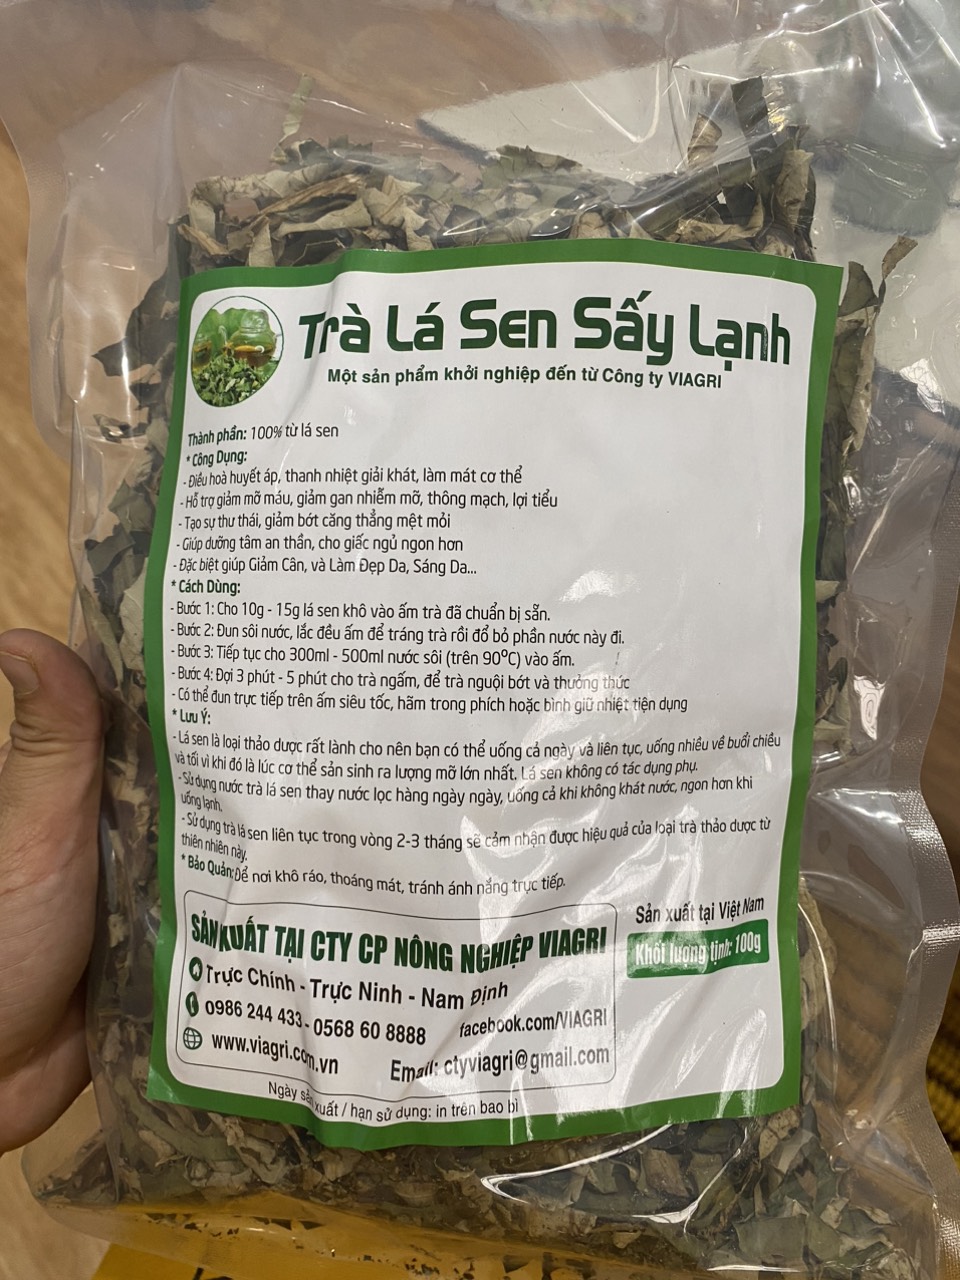 Trà Lá Sen Sấy Lạnh
Một sản phẩm khởi nghiệp đến từ Công ty VIAGRI
Thành phần: 100% từ lá sen
* Công Dụng:
- Điều hoà huyết áp, thanh nhiệt giải khát, làm mát cơ thể
- Hỗ trợ giảm mỡ máu, giảm gan nhiễm mỡ, thông mạch, lợi tiểu
- Tạo sự thư thái, giảm bớt căng thẳng mệt mỏi
- Giúp dưỡng tâm an thần, cho giấc ngủ ngon hơn
- Đặc biệt giúp Giảm Cân, và Làm Đẹp Da, Sáng Da...
* Cách Dùng:
- Bước 1: Cho 10g - 15g lá sen khô vào ấm trà đã chuẩn bị sẵn.
- Bước 2: Đun sôi nước, lắc đều ấm để tráng trà rồi đổ bỏ phần nước này đi.
- Bước 3: Tiếp tục cho 300ml - 500ml nước sôi (trên 90°C) vào ấm.
- Bước 4: Đợi 3 phút - 5 phút cho trà ngấm, để trà nguội bớt và thưởng thức
- Có thể đun trực tiếp trên ấm siêu tốc, hãm trong phích hoặc bình giữ nhiệt tiện dụng
* Lưu Ý:
- Lá sen là loại thảo dược rất lành cho nên bạn có thể uống cả ngày và liên tục, uống nhiều về buổi chiều
và tối vì khi đó là lúc cơ thể sản sinh ra lượng mỡ lớn nhất. Lá sen không có tác dụng phụ.
- Sử dụng nước trà lá sen thay nước lọc hàng ngày ngày, uống cả khi không khát nước, ngon hơn khi
uống lạnh.
- Sử dụng trà lá sen liên tục trong vòng 2-3 tháng sẽ cảm nhận được hiệu quả của loại trà thảo dược từ
thiên nhiên này.
* Bảo Quản: Để nơi khô ráo, thoáng mát, tránh ánh nắng trực tiếp.
SẢN XUẤT TẠI CTY CP NÔNG NGHIỆP VIAGRI
Trực Chính - Trực Ninh - Nam Định
0986 244 433 - 0568 60 8888 facebook.com/VIAGRI
www.viagri.com.vn Email: ctyviagri@gmail.com
Sản xuất tại Việt Nam
Khối lượng tịnh: 100g
Ngày sản xuất / hạn sử dụng: in trên bao bì